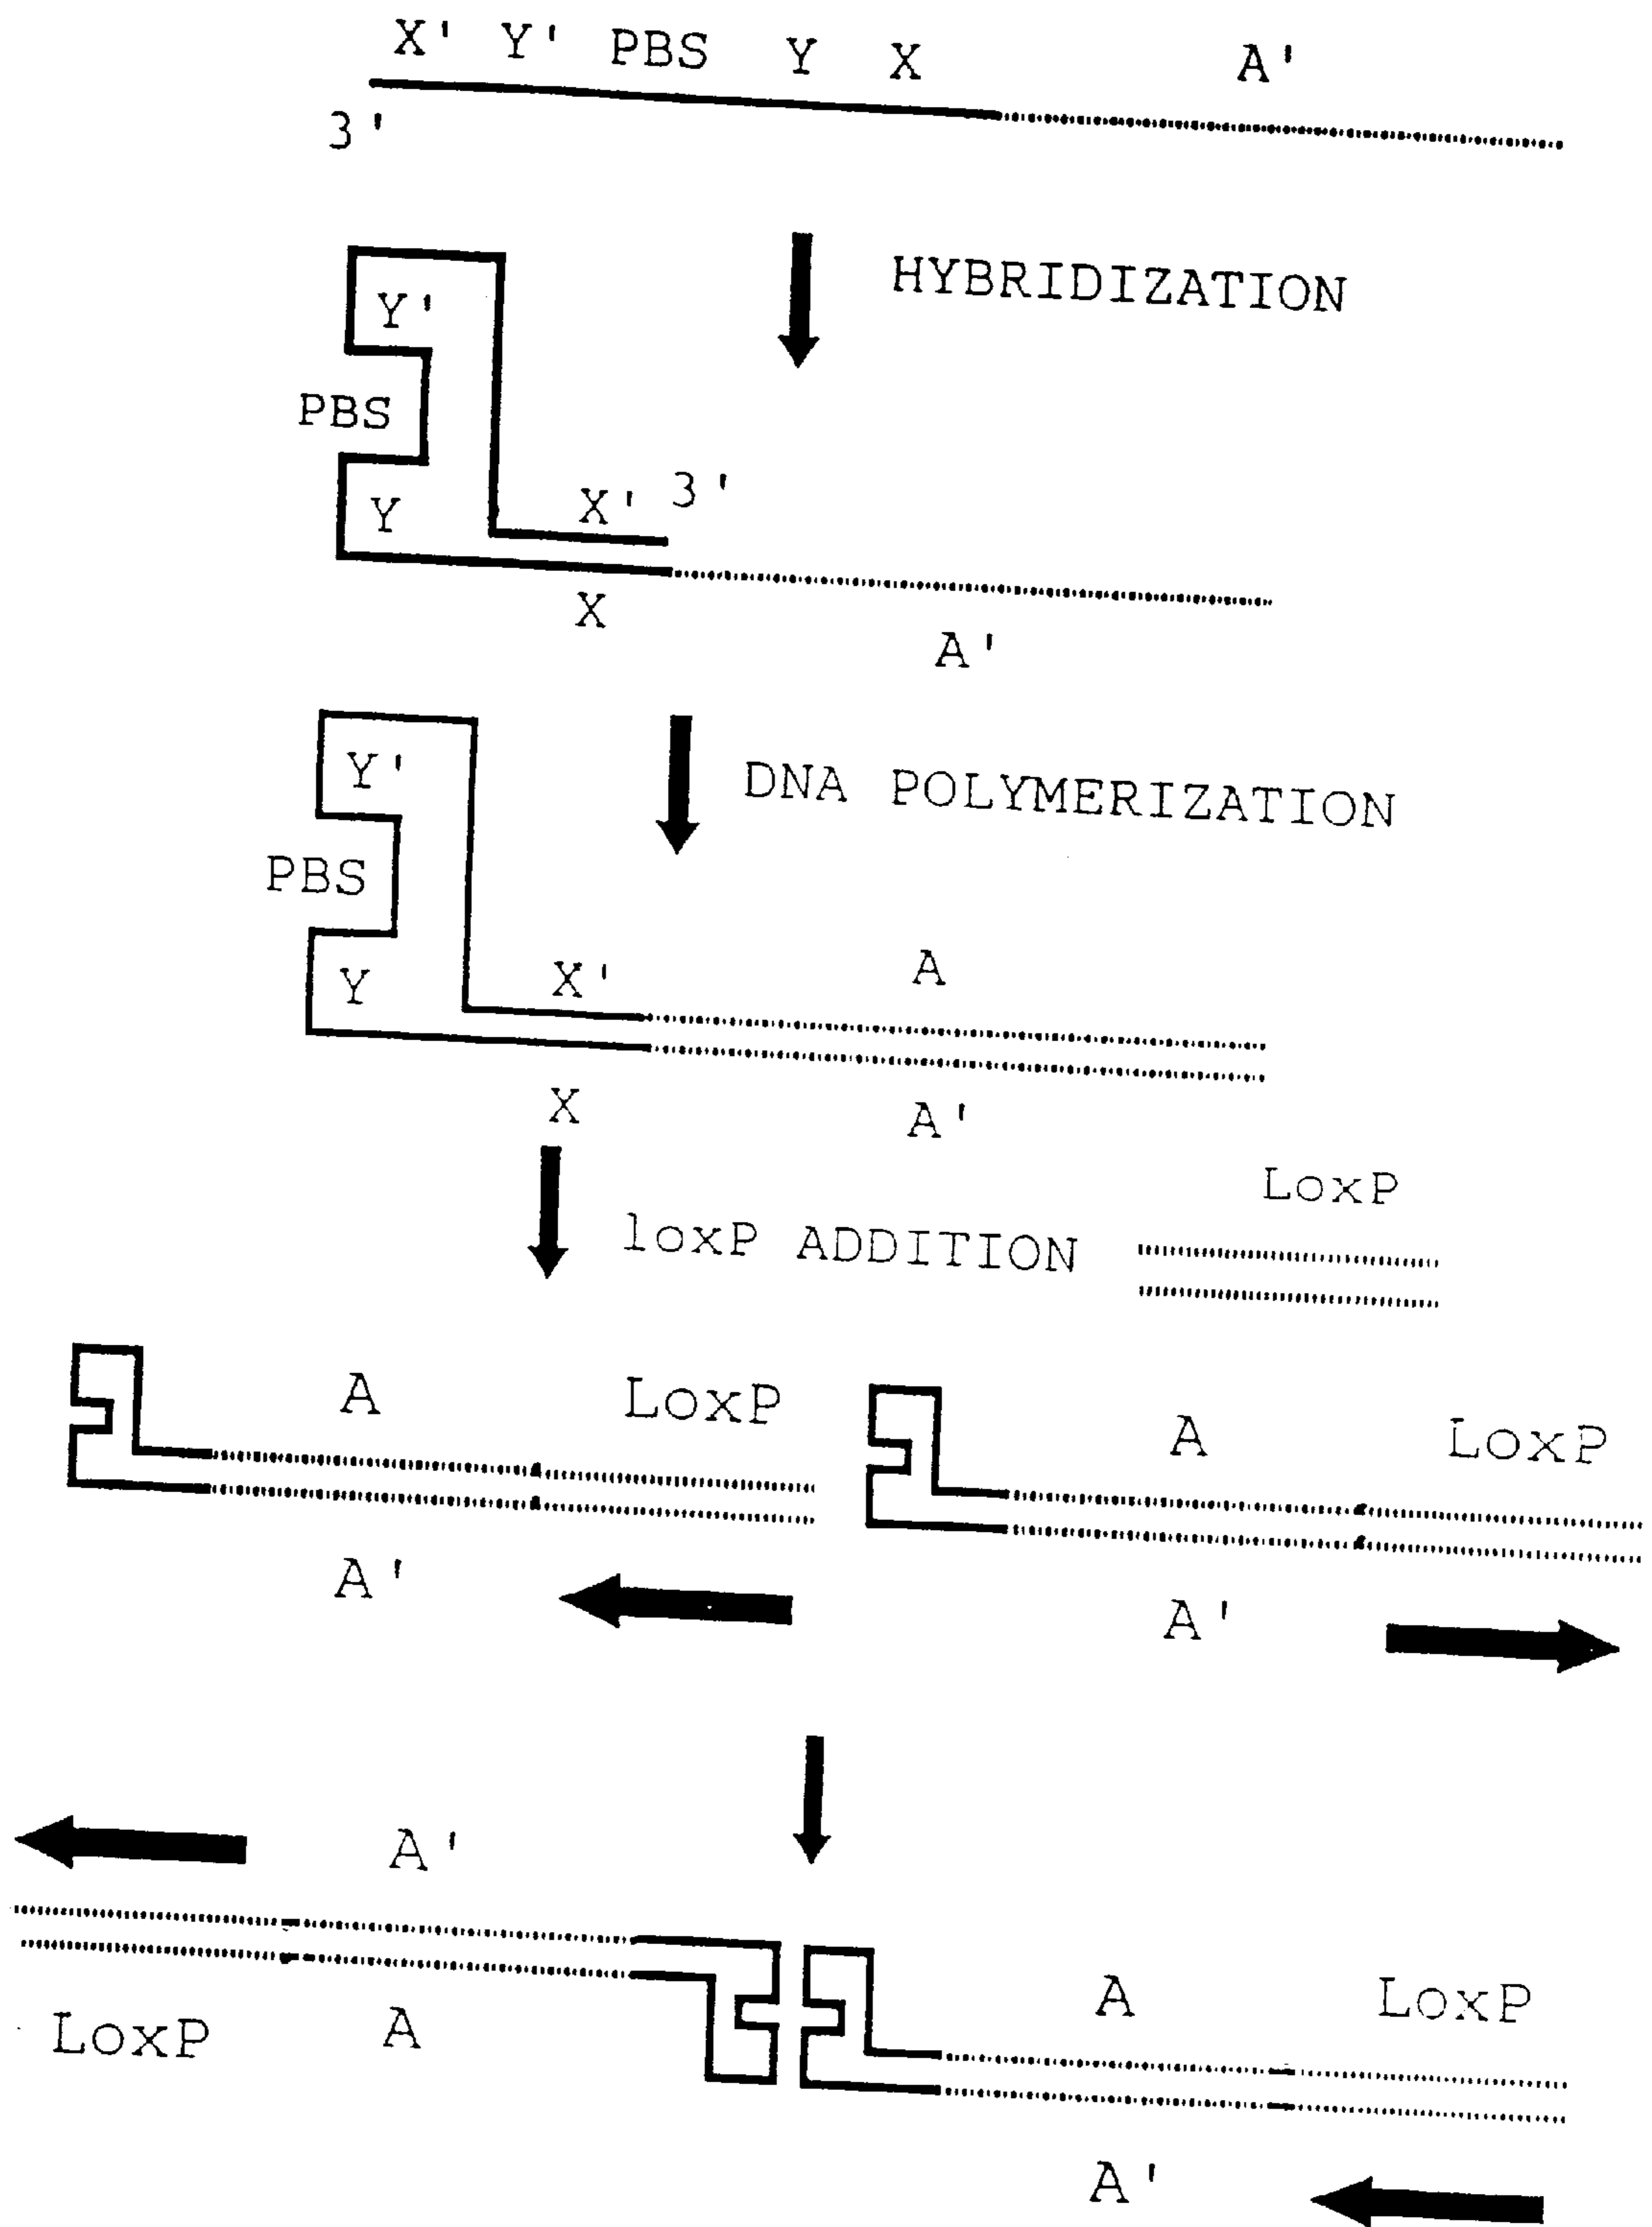 X' Y' PBS Y X A'
3'
HYBRIDIZATION
Y'
PBS
Y
X' 3'
X
A'
DNA POLYMERIZATION
Y'
PBS
Y
X'
A
X
A'
LoxP
loxP ADDITION
A LoxP
A LoxP
A'
A'
A'
LoxP A
A LoxP
A'